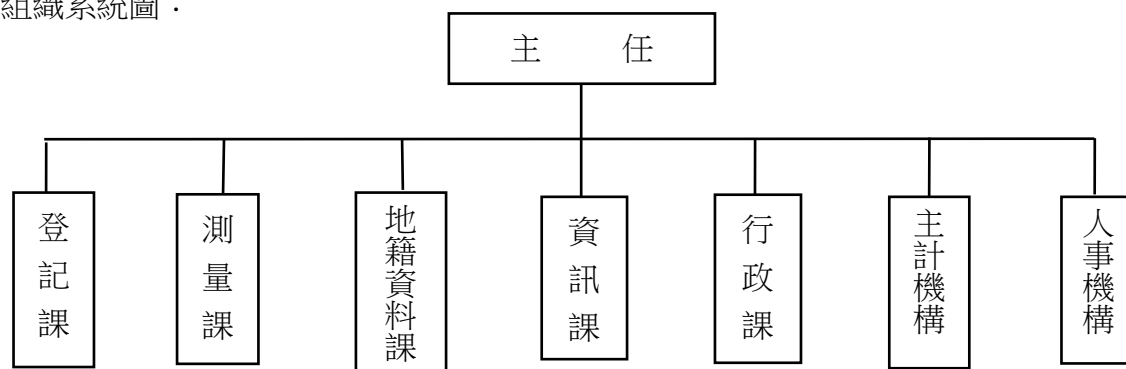 組織系統圖：
主 任
登記課
測量課
地籍資料課
資訊課
行政課
主計機構
人事機構